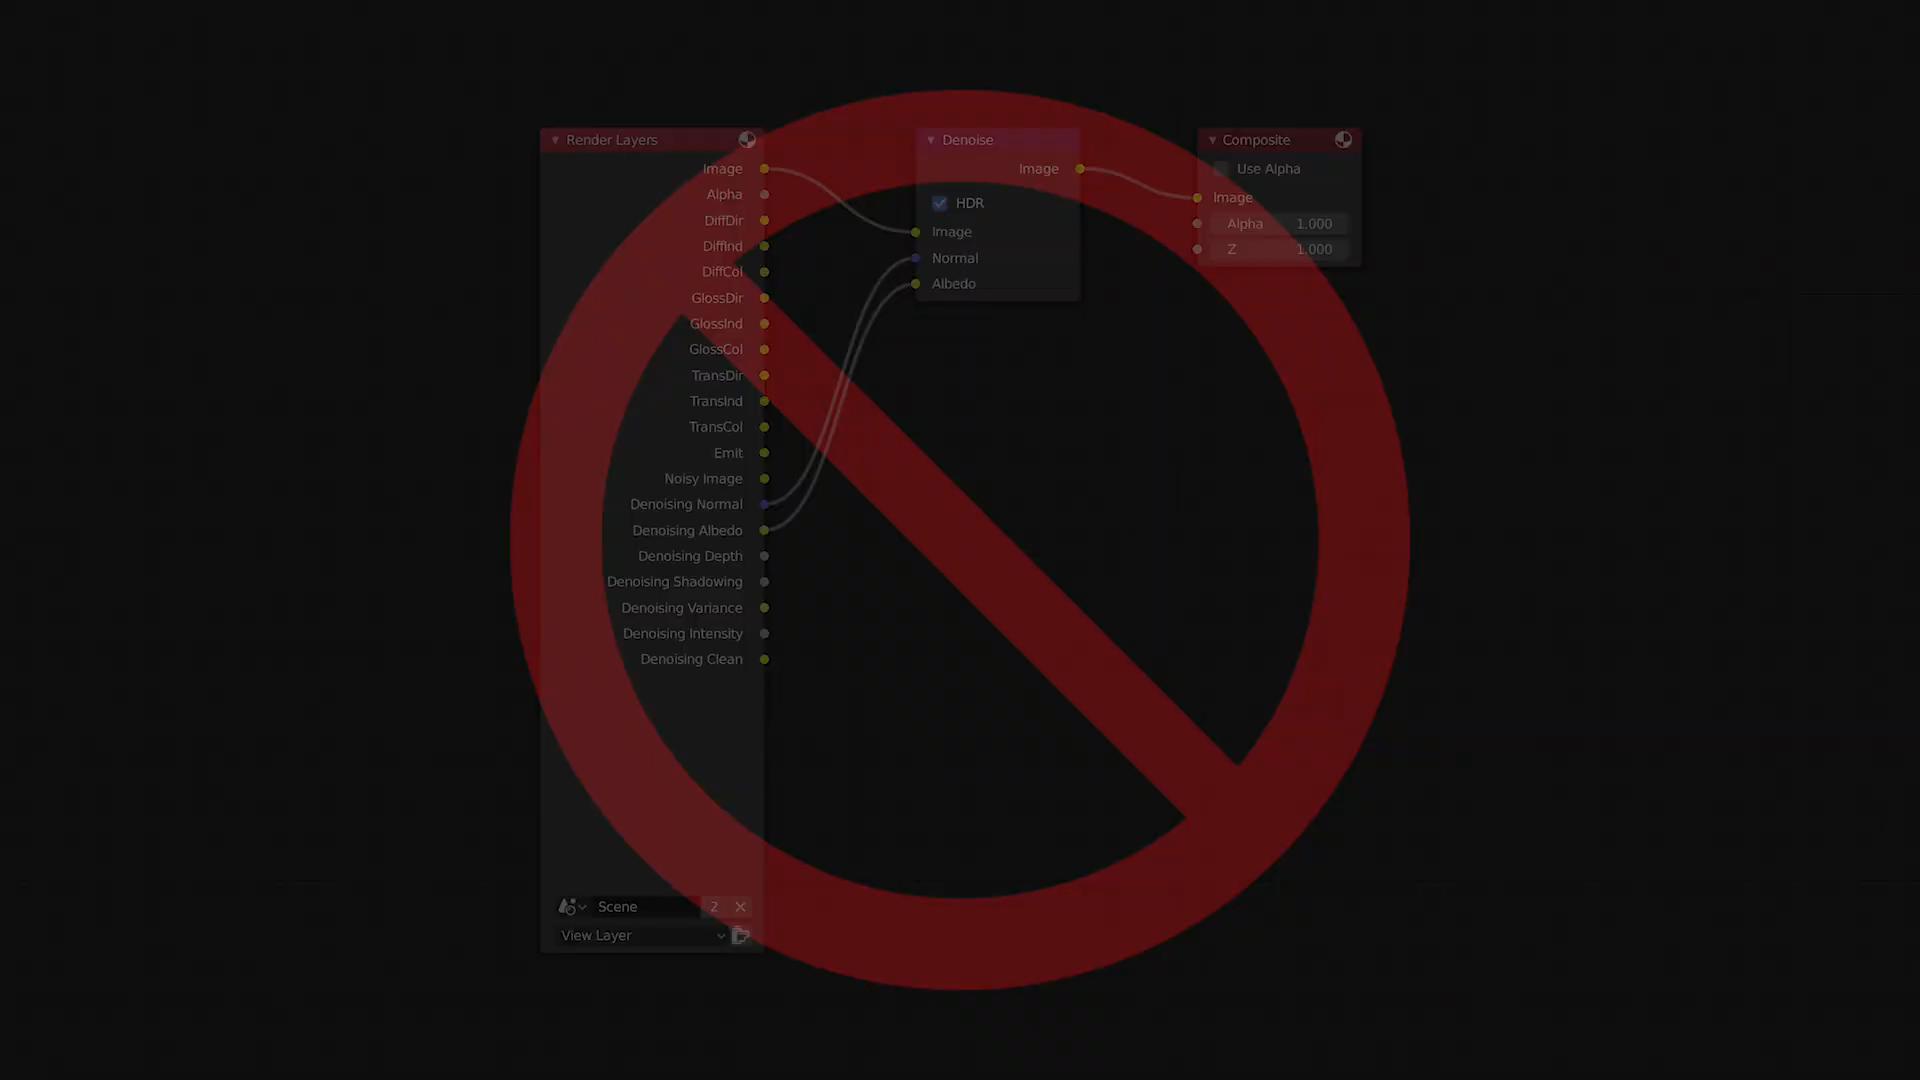 Render Layers
Image
Alpha
DiffDir
DiffInd
DiffCol
GlossDir
GlossInd
GlossCol
TransDir
TransInd
TransCol
Emit
Noisy Image
Denoising Normal
Denoising Albedo
Denoising Depth
Denoising Shadowing
Denoising Variance
Denoising Intensity
Denoising Clean
Scene 2
View Layer
Denoise
Image
HDR
Image
Normal
Albedo
Composite
Use Alpha
Image
Alpha 1.000
Z 1.000